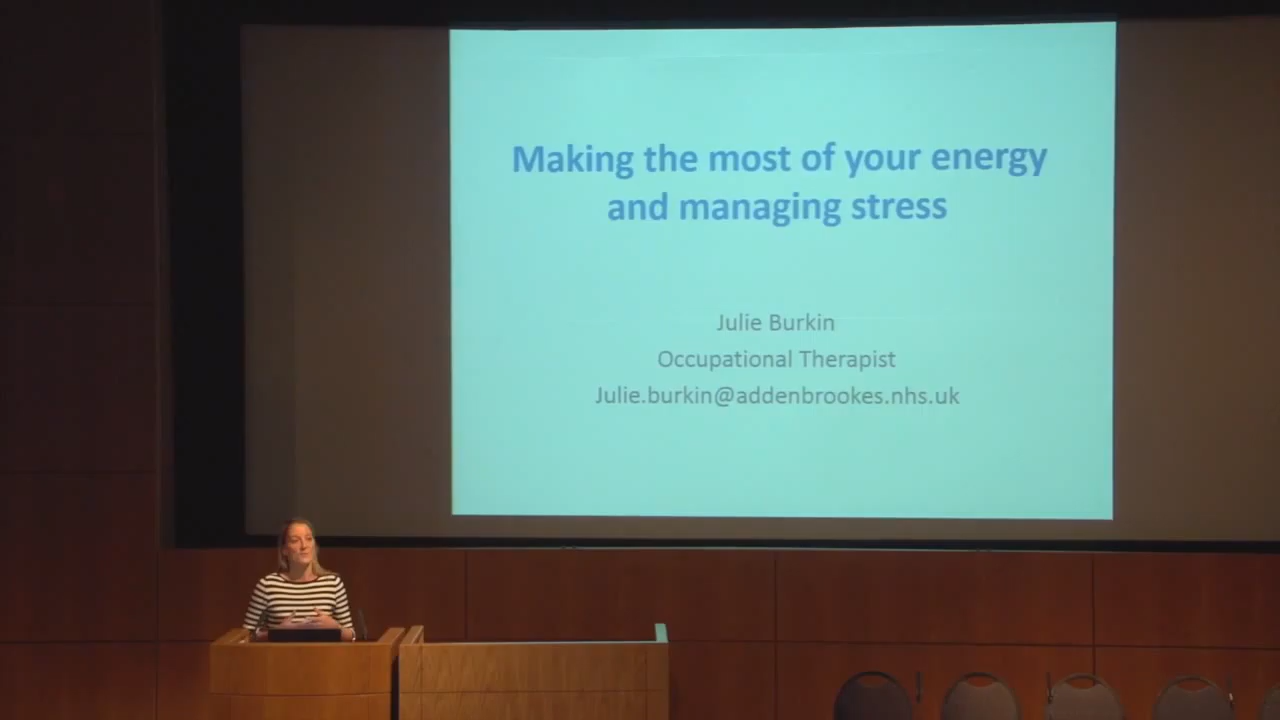 Making the most of your energy
and managing stress
Julie Burkin
Occupational Therapist
Julie.burkin@addenbrookes.nhs.uk